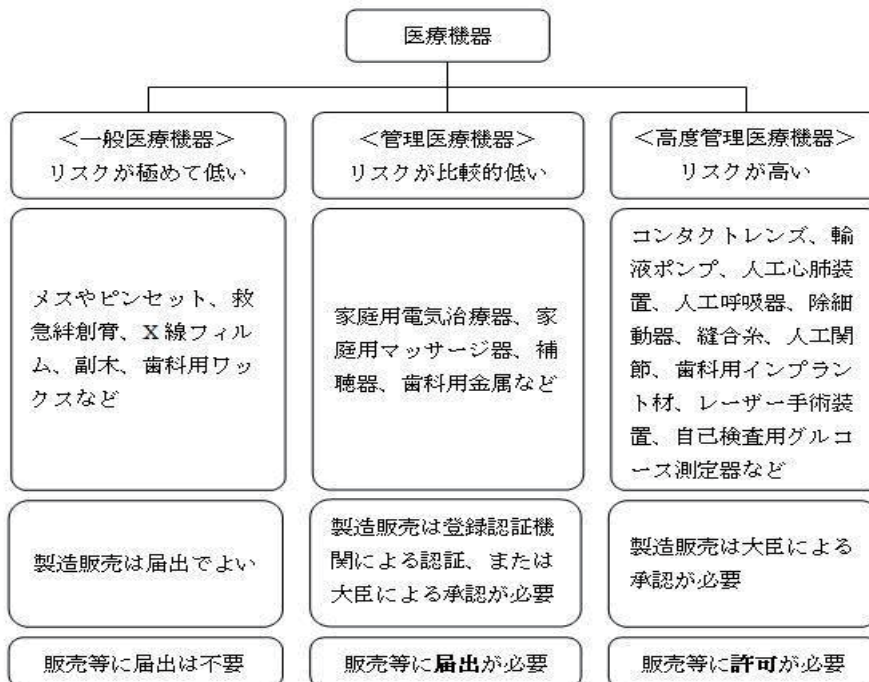 医療機器
＜一般医療機器＞
リスクが極めて低い
＜管理医療機器＞
リスクが比較的低い
＜高度管理医療機器＞
リスクが高い
メスやピンセット、救
急絆創膏、X 線フィル
ム、副木、歯科用ワッ
クスなど
家庭用電気治療器、家
庭用マッサージ器、補
聴器、歯科用金属など
コンタクトレンズ、輸
液ポンプ、人工心肺装
置、人工呼吸器、除細
動器、縫合糸、人工関
節、歯科用インプラン
ト材、レーザー手術装
置、自己検査用グルコ
ース測定器など
製造販売は届出でよい
製造販売は登録認証機
関による認証、または
大臣による承認が必要
製造販売は大臣による
承認が必要
販売等に届出は不要
販売等に届出が必要
販売等に許可が必要